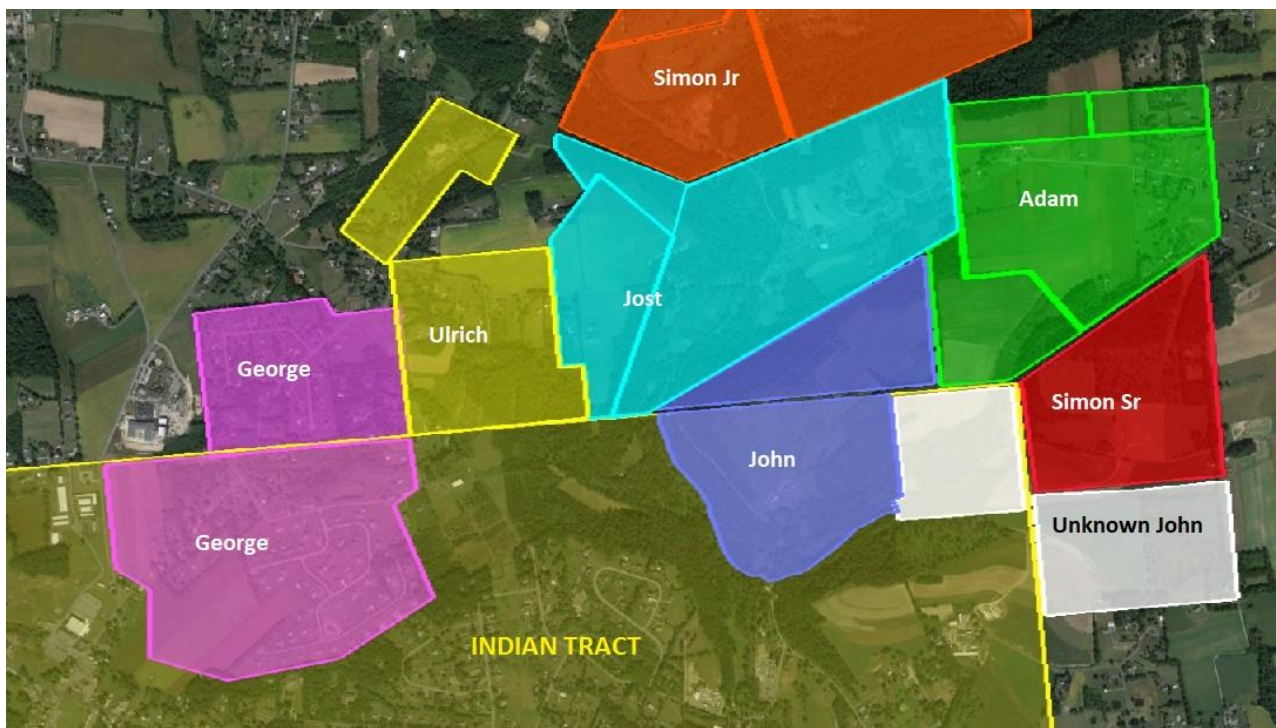 Simon Jr
Adam
Jost
Ulrich
George
Simon Sr
John
Unknown John
George
INDIAN TRACT